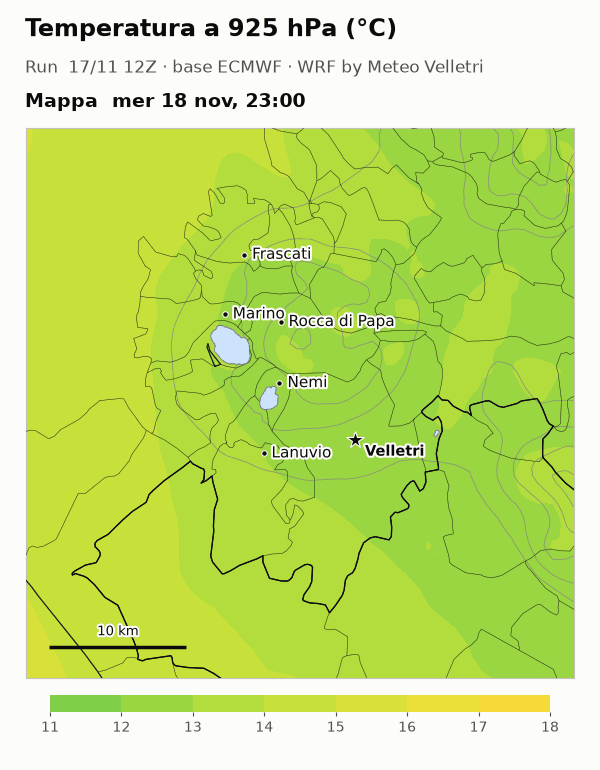 Temperatura a 925 hPa (°C)
Run  17/11 12Z · base ECMWF · WRF by Meteo Velletri
Mappa  mer 18 nov, 23:00
Frascati
Marino
Rocca di Papa
Nemi
Velletri
Lanuvio
10 km
11 12 13 14 15 16 17 18